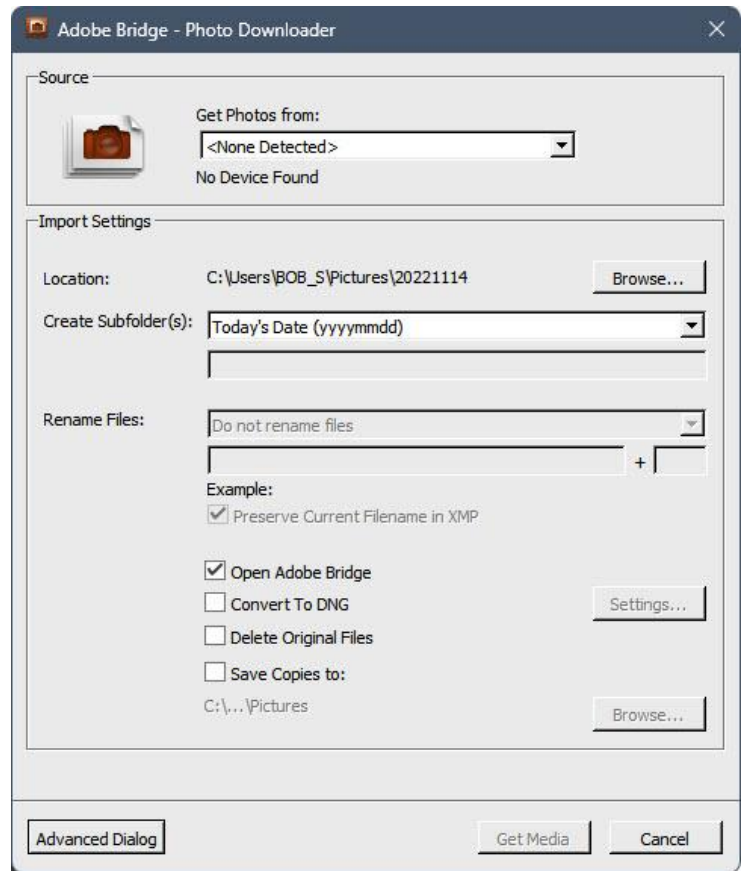 Adobe Bridge - Photo Downloader
Source
Get Photos from:
<None Detected>
No Device Found
Import Settings
Location: C:\Users\BOB_S\Pictures\20221114 Browse...
Create Subfolder(s): Today's Date (yyyymmdd)
Rename Files: Do not rename files
+
Example:
Preserve Current Filename in XMP
Open Adobe Bridge
Convert To DNG Settings...
Delete Original Files
Save Copies to:
C:\...\Pictures Browse...
Advanced Dialog Get Media Cancel